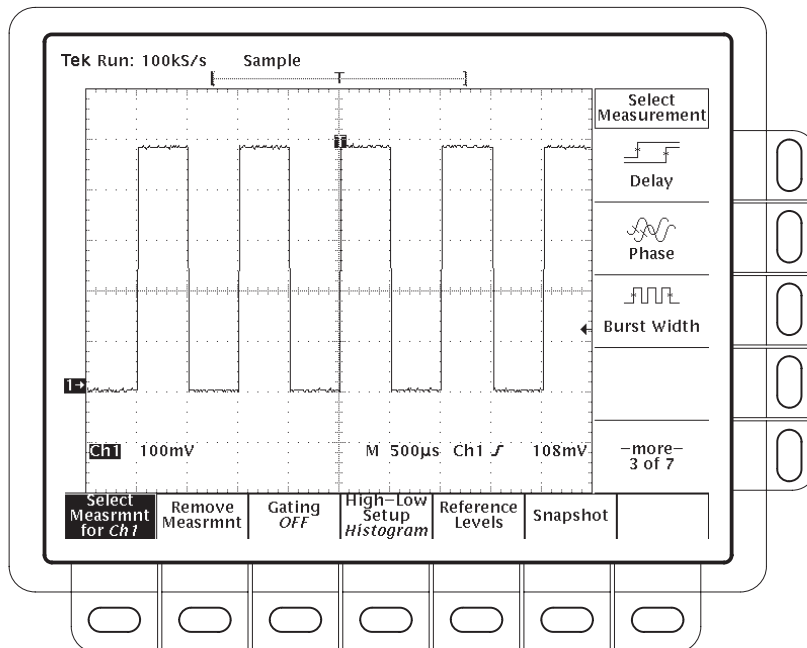 Tek Run: 100kS/s Sample
T
Select
Measurement
T
Delay
Phase
Burst Width
1→
Ch1 100mV M 500µs Ch1 108mV
–more–
3 of 7
Select
Measrmnt
for Ch1
Remove
Measrmnt
Gating
OFF
High–Low
Setup
Histogram
Reference
Levels
Snapshot